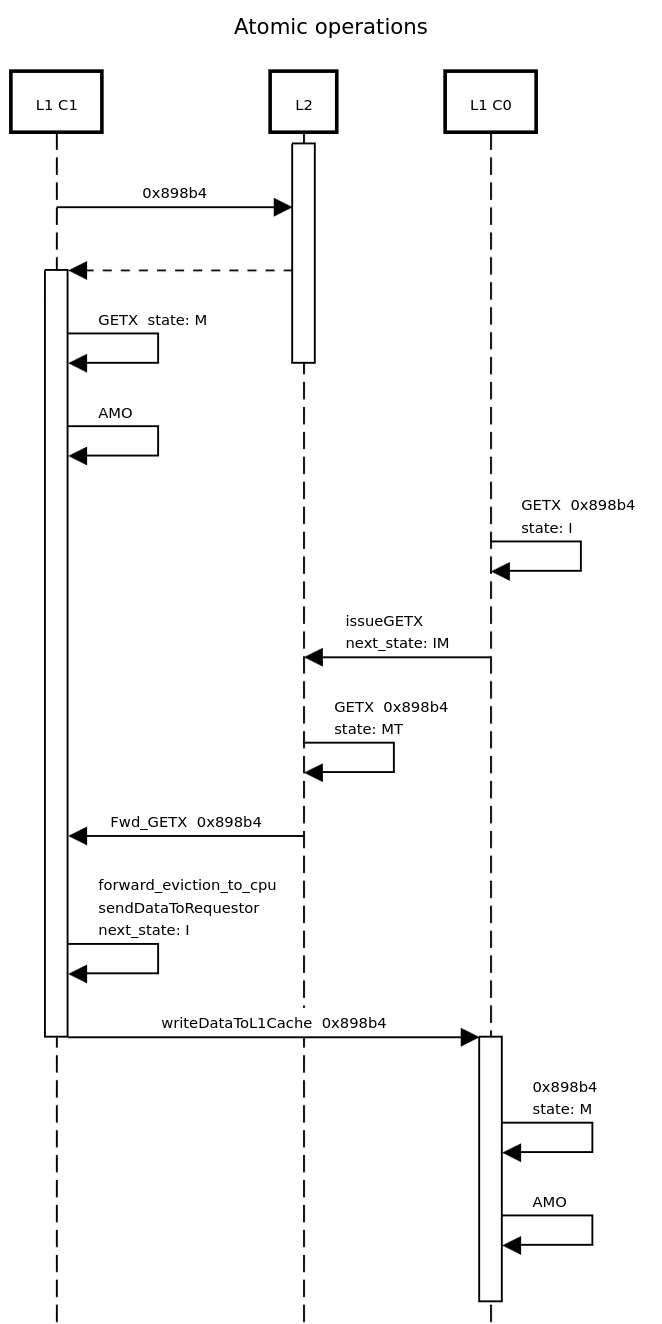 Atomic operations
L1 C1
L2
L1 C0
0x898b4
GETX  state: M
AMO
GETX  0x898b4
state: I
issueGETX
next_state: IM
GETX  0x898b4
state: MT
Fwd_GETX  0x898b4
forward_eviction_to_cpu
sendDataToRequestor
next_state: I
writeDataToL1Cache  0x898b4
0x898b4
state: M
AMO